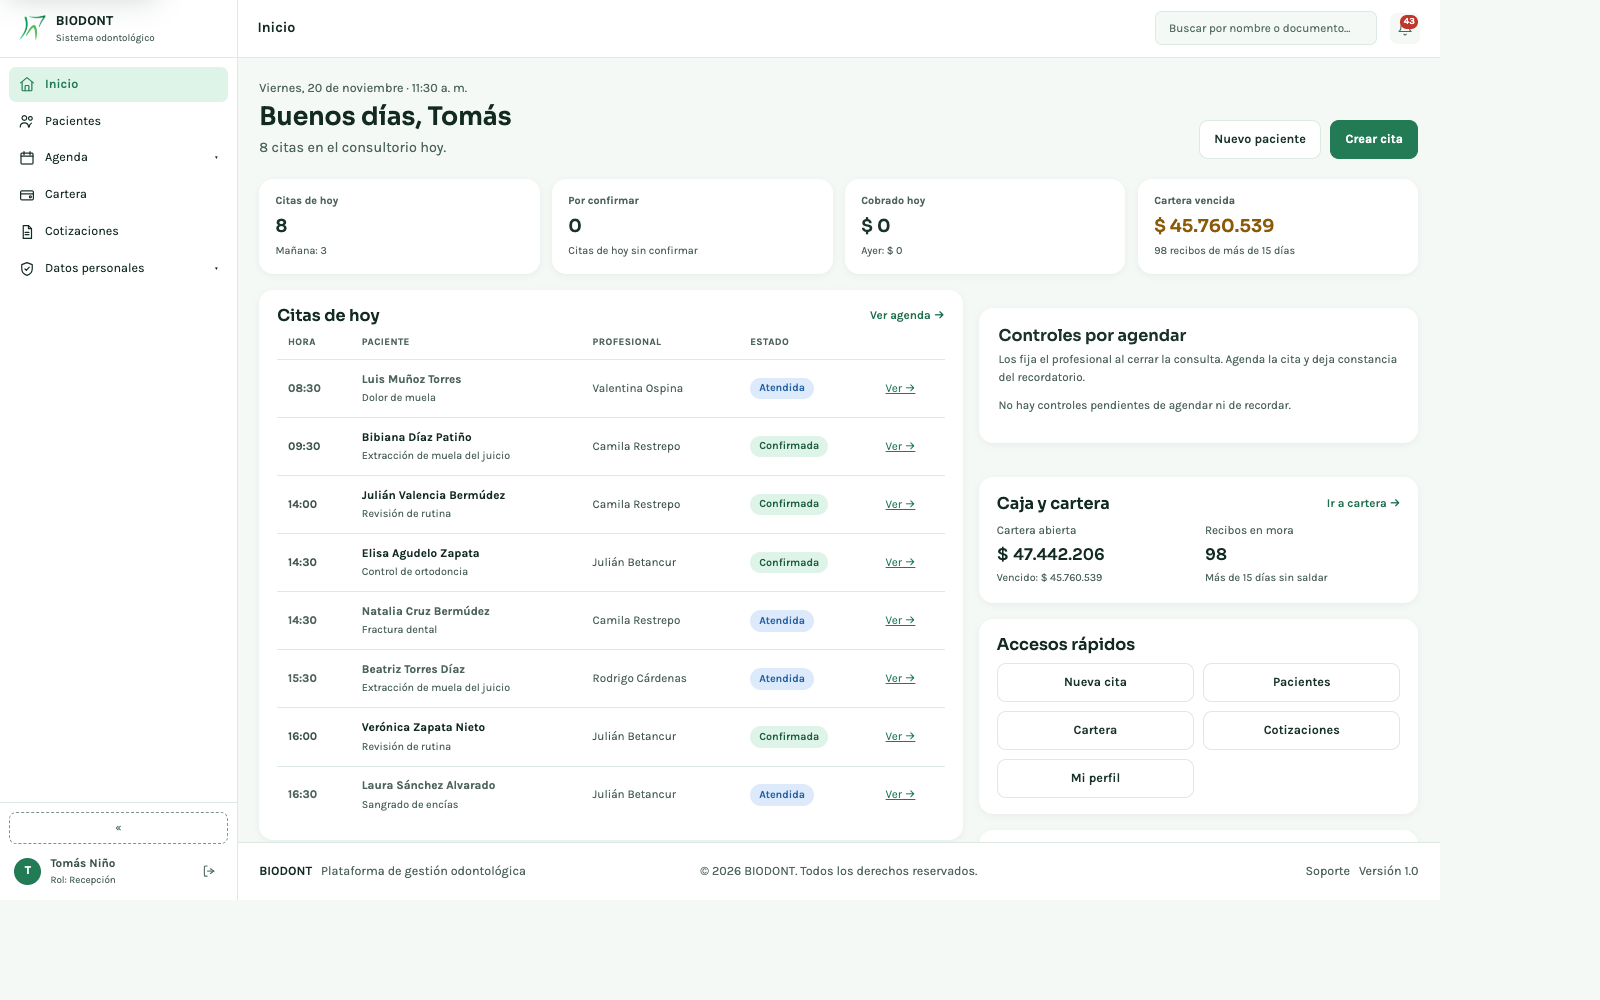 BIODONT
Sistema odontológico
Inicio
Pacientes
Agenda
Cartera
Cotizaciones
Datos personales
«
T
Tomás Niño
Rol: Recepción
Inicio
Buscar por nombre o documento...
43
Viernes, 20 de noviembre · 11:30 a. m.
Buenos días, Tomás
8 citas en el consultorio hoy.
Nuevo paciente
Crear cita
Citas de hoy
8
Mañana: 3
Por confirmar
0
Citas de hoy sin confirmar
Cobrado hoy
$ 0
Ayer: $ 0
Cartera vencida
$ 45.760.539
98 recibos de más de 15 días
Citas de hoy
Ver agenda →
HORA PACIENTE PROFESIONAL ESTADO
08:30 Luis Muñoz Torres Valentina Ospina Atendida Ver →
Dolor de muela
09:30 Bibiana Díaz Patiño Camila Restrepo Confirmada Ver →
Extracción de muela del juicio
14:00 Julián Valencia Bermúdez Camila Restrepo Confirmada Ver →
Revisión de rutina
14:30 Elisa Agudelo Zapata Julián Betancur Confirmada Ver →
Control de ortodoncia
14:30 Natalia Cruz Bermúdez Camila Restrepo Atendida Ver →
Fractura dental
15:30 Beatriz Torres Díaz Rodrigo Cárdenas Atendida Ver →
Extracción de muela del juicio
16:00 Verónica Zapata Nieto Julián Betancur Confirmada Ver →
Revisión de rutina
16:30 Laura Sánchez Alvarado Julián Betancur Atendida Ver →
Sangrado de encías
Controles por agendar
Los fija el profesional al cerrar la consulta. Agenda la cita y deja constancia
del recordatorio.
No hay controles pendientes de agendar ni de recordar.
Caja y cartera
Ir a cartera →
Cartera abierta
$ 47.442.206
Vencido: $ 45.760.539
Recibos en mora
98
Más de 15 días sin saldar
Accesos rápidos
Nueva cita
Pacientes
Cartera
Cotizaciones
Mi perfil
BIODONT Plataforma de gestión odontológica
© 2026 BIODONT. Todos los derechos reservados.
Soporte Versión 1.0